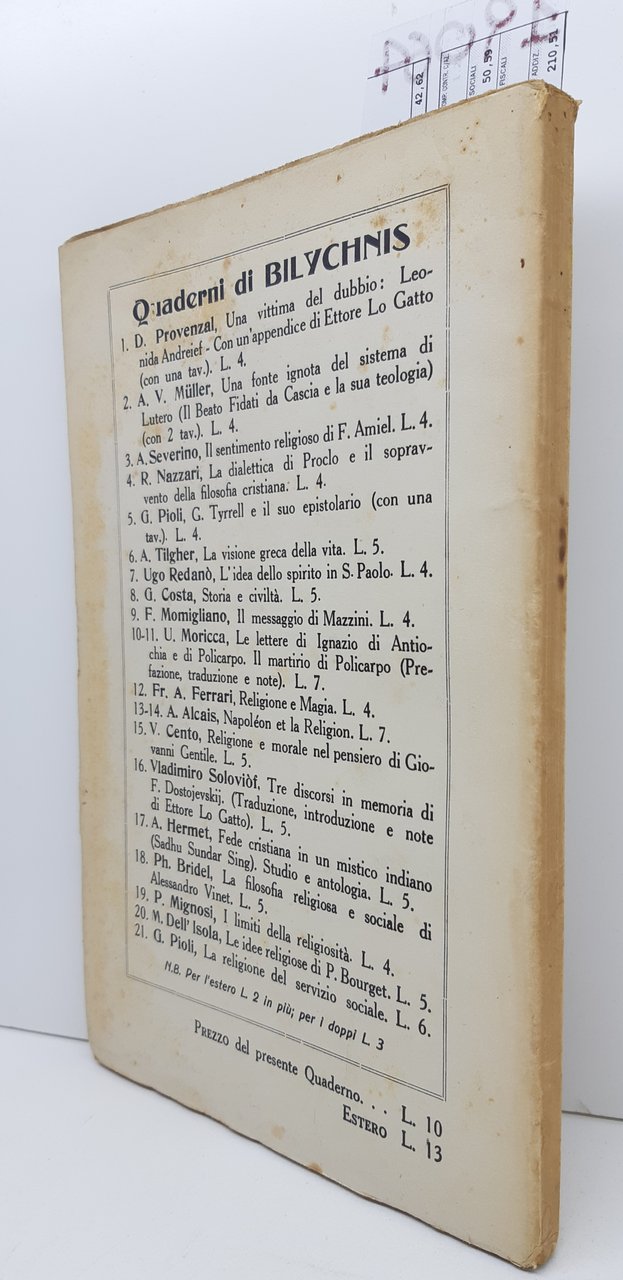 42,62
OMP. CONTR. C/AZ.
SOCIALI
50,59
FISCALI
ADDIZ.
210,51
Quaderni di BILYCHNIS
1. D. Provenzal, Una vittima del dubbio: Leo-
nida Andreief - Con un'appendice di Ettore Lo Gatto
(con una tav.). L. 4.
2. A. V. Müller, Una fonte ignota del sistema di
Lutero (Il Beato Fidati da Cascia e la sua teologia)
(con 2 tav.). L. 4.
3. A. Severino, Il sentimento religioso di F. Amiel. L. 4.
4. R. Nazzari, La dialettica di Proclo e il soprav-
vento della filosofia cristiana. L. 4.
5. G. Pioli, G. Tyrrell e il suo epistolario (con una
tav.). L. 4.
6. A. Tilgher, La visione greca della vita. L. 5.
7. Ugo Redanò, L'idea dello spirito in S. Paolo. L. 4.
8. G. Costa, Storia e civiltà. L. 5.
9. F. Momigliano, Il messaggio di Mazzini. L. 4.
10-11. U. Moricca, Le lettere di Ignazio di Antio-
chia e di Policarpo. Il martirio di Policarpo (Pre-
fazione, traduzione e note). L. 7.
12. Fr. A. Ferrari, Religione e Magia. L. 4.
13-14. A. Alcais, Napoléon et la Religion. L. 7.
15. V. Cento, Religione e morale nel pensiero di Gio-
vanni Gentile. L. 5.
16. Vladimiro Soloviòf, Tre discorsi in memoria di
F. Dostojevskij. (Traduzione, introduzione e note
di Ettore Lo Gatto). L. 5.
17. A. Hermet, Fede cristiana in un mistico indiano
(Sadhu Sundar Sing). Studio e antologia. L. 5.
18. Ph. Bridel, La filosofia religiosa e sociale di
Alessandro Vinet. L. 5.
19. P. Mignosi, I limiti della religiosità. L. 4.
20. M. Dell'Isola, Le idee religiose di P. Bourget. L. 5.
21. G. Pioli, La religione del servizio sociale. L. 6.
N.B. Per l'estero L. 2 in più; per i doppi L. 3
PREZZO del presente Quaderno. . . L. 10
ESTERO L. 13